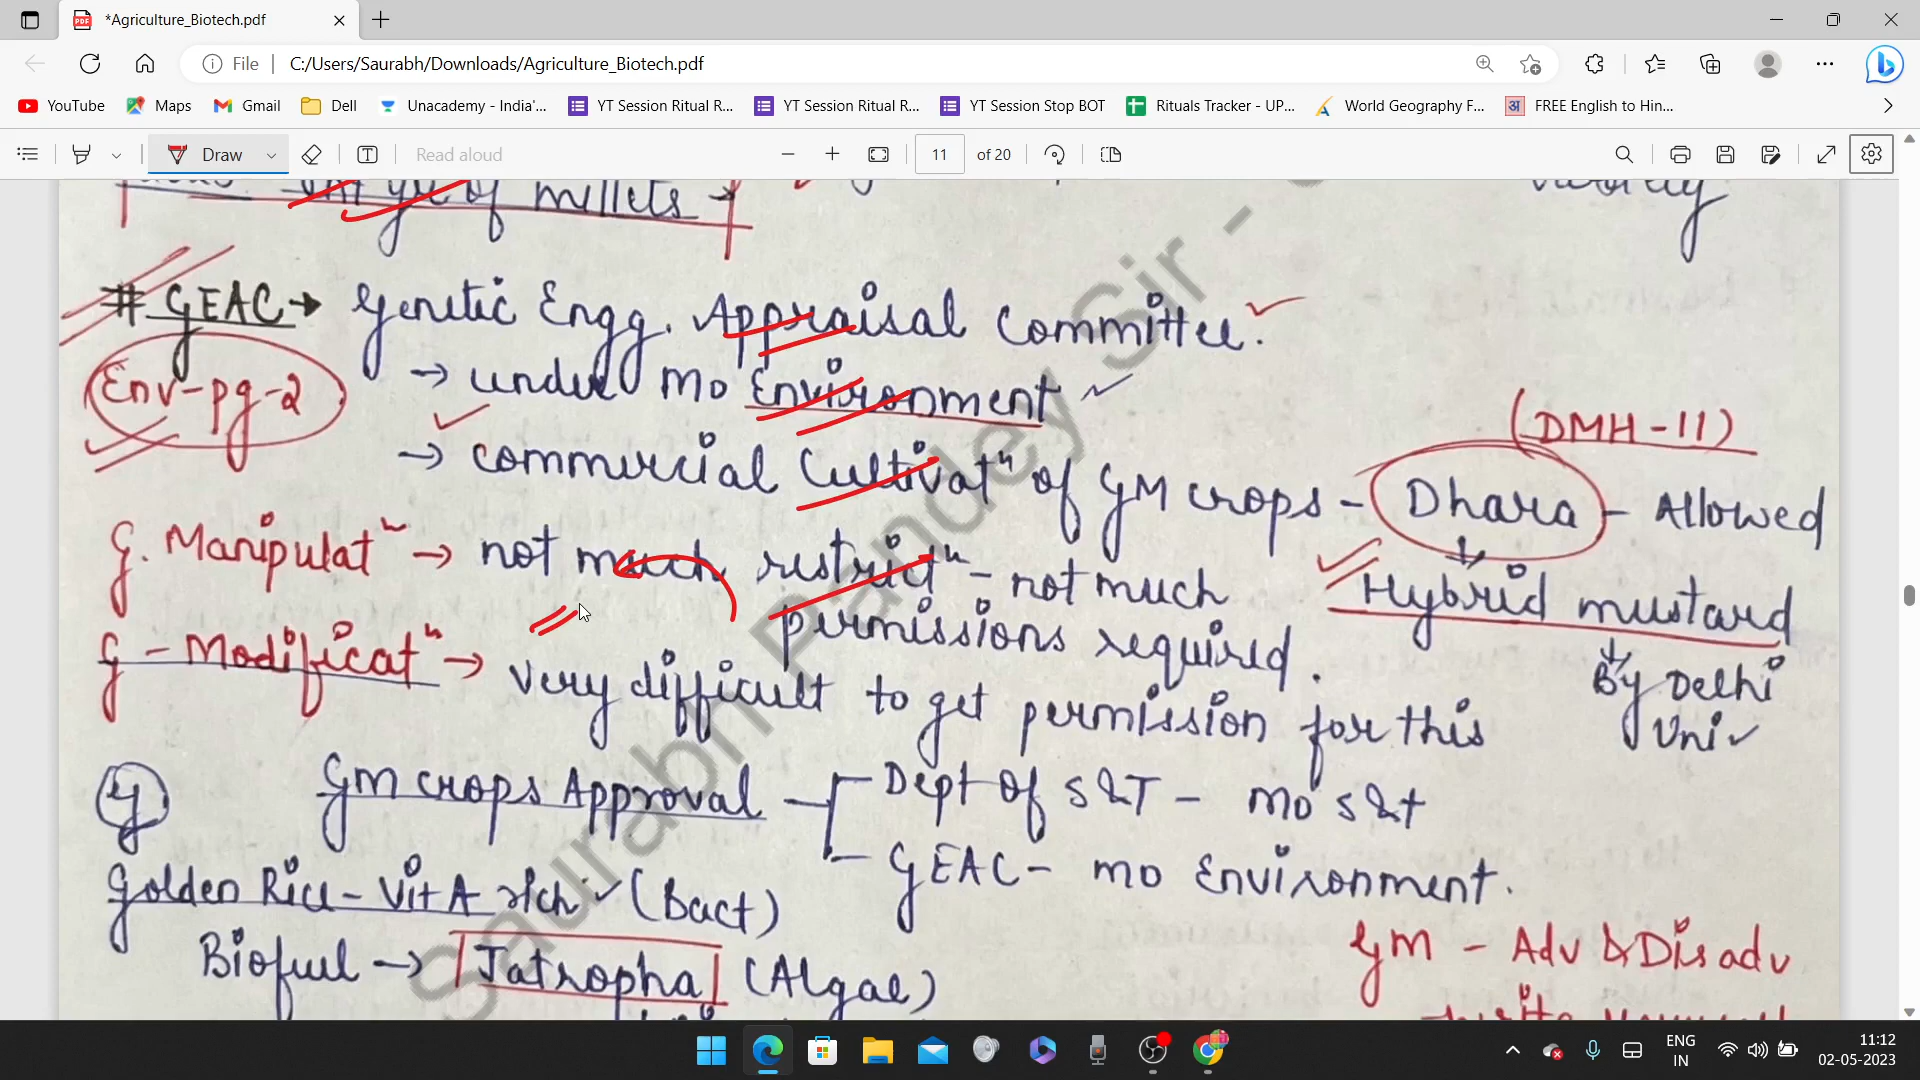 *Agriculture_Biotech.pdf
File C:/Users/Saurabh/Downloads/Agriculture_Biotech.pdf
YouTube Maps Gmail Dell Unacademy - India'... YT Session Ritual R... YT Session Ritual R... YT Session Stop BOT Rituals Tracker - UP... World Geography F... FREE English to Hin...
Draw Read aloud 11 of 20
of millets
# GEAC → Genetic Engg. Appraisal Committee.
Env-pg-2
→ under Mo Environment
(DMH-11)
→ commercial Cultivatⁿ of GM crops - Dhara - Allowed
G. Manipulatⁿ → not much restrictⁿ - not much permissions required.
Hybrid mustard
By Delhi Univ
G - Modificatⁿ → Very difficult to get permission for this
GM crops Approval
Dept of S&T - Mo S&t
GEAC - Mo Environment.
Golden Rice - Vit A rich (Bact)
Biofuel → Jatropha (Algae)
GM - Adv & Disadv
Saurabh Pandey Sir -
ENG
IN
11:12
02-05-2023